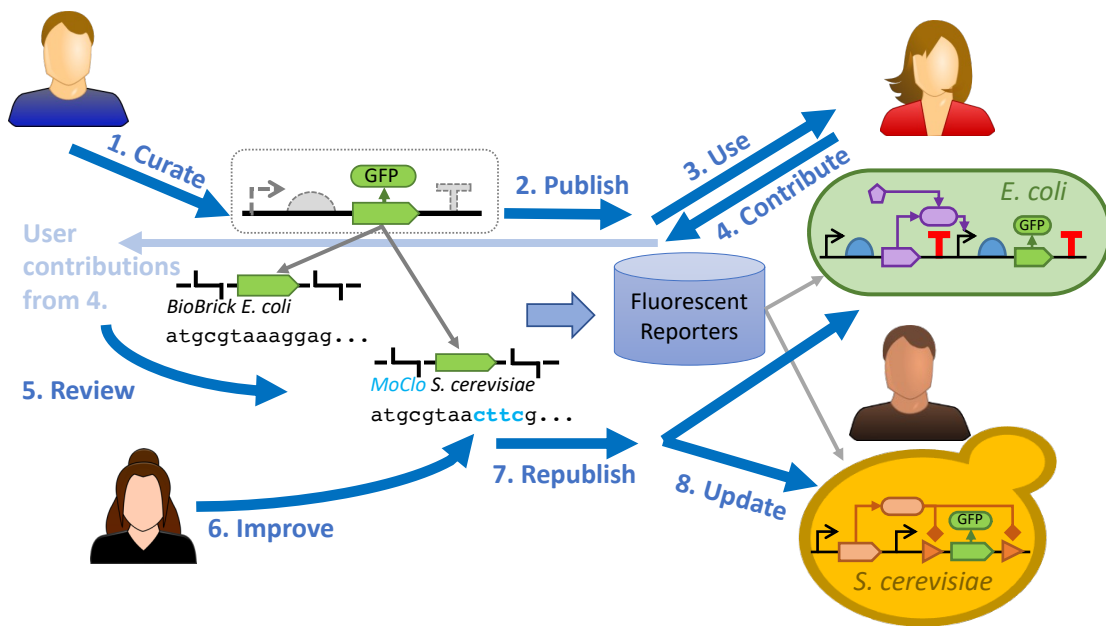 1. Curate
GFP
2. Publish
3. Use
4. Contribute
E. coli
GFP
User
contributions
from 4.
BioBrick E. coli
atgcgtaaaggag...
Fluorescent
Reporters
5. Review
MoClo S. cerevisiae
atgcgtaacttcg...
7. Republish
6. Improve
8. Update
GFP
S. cerevisiae